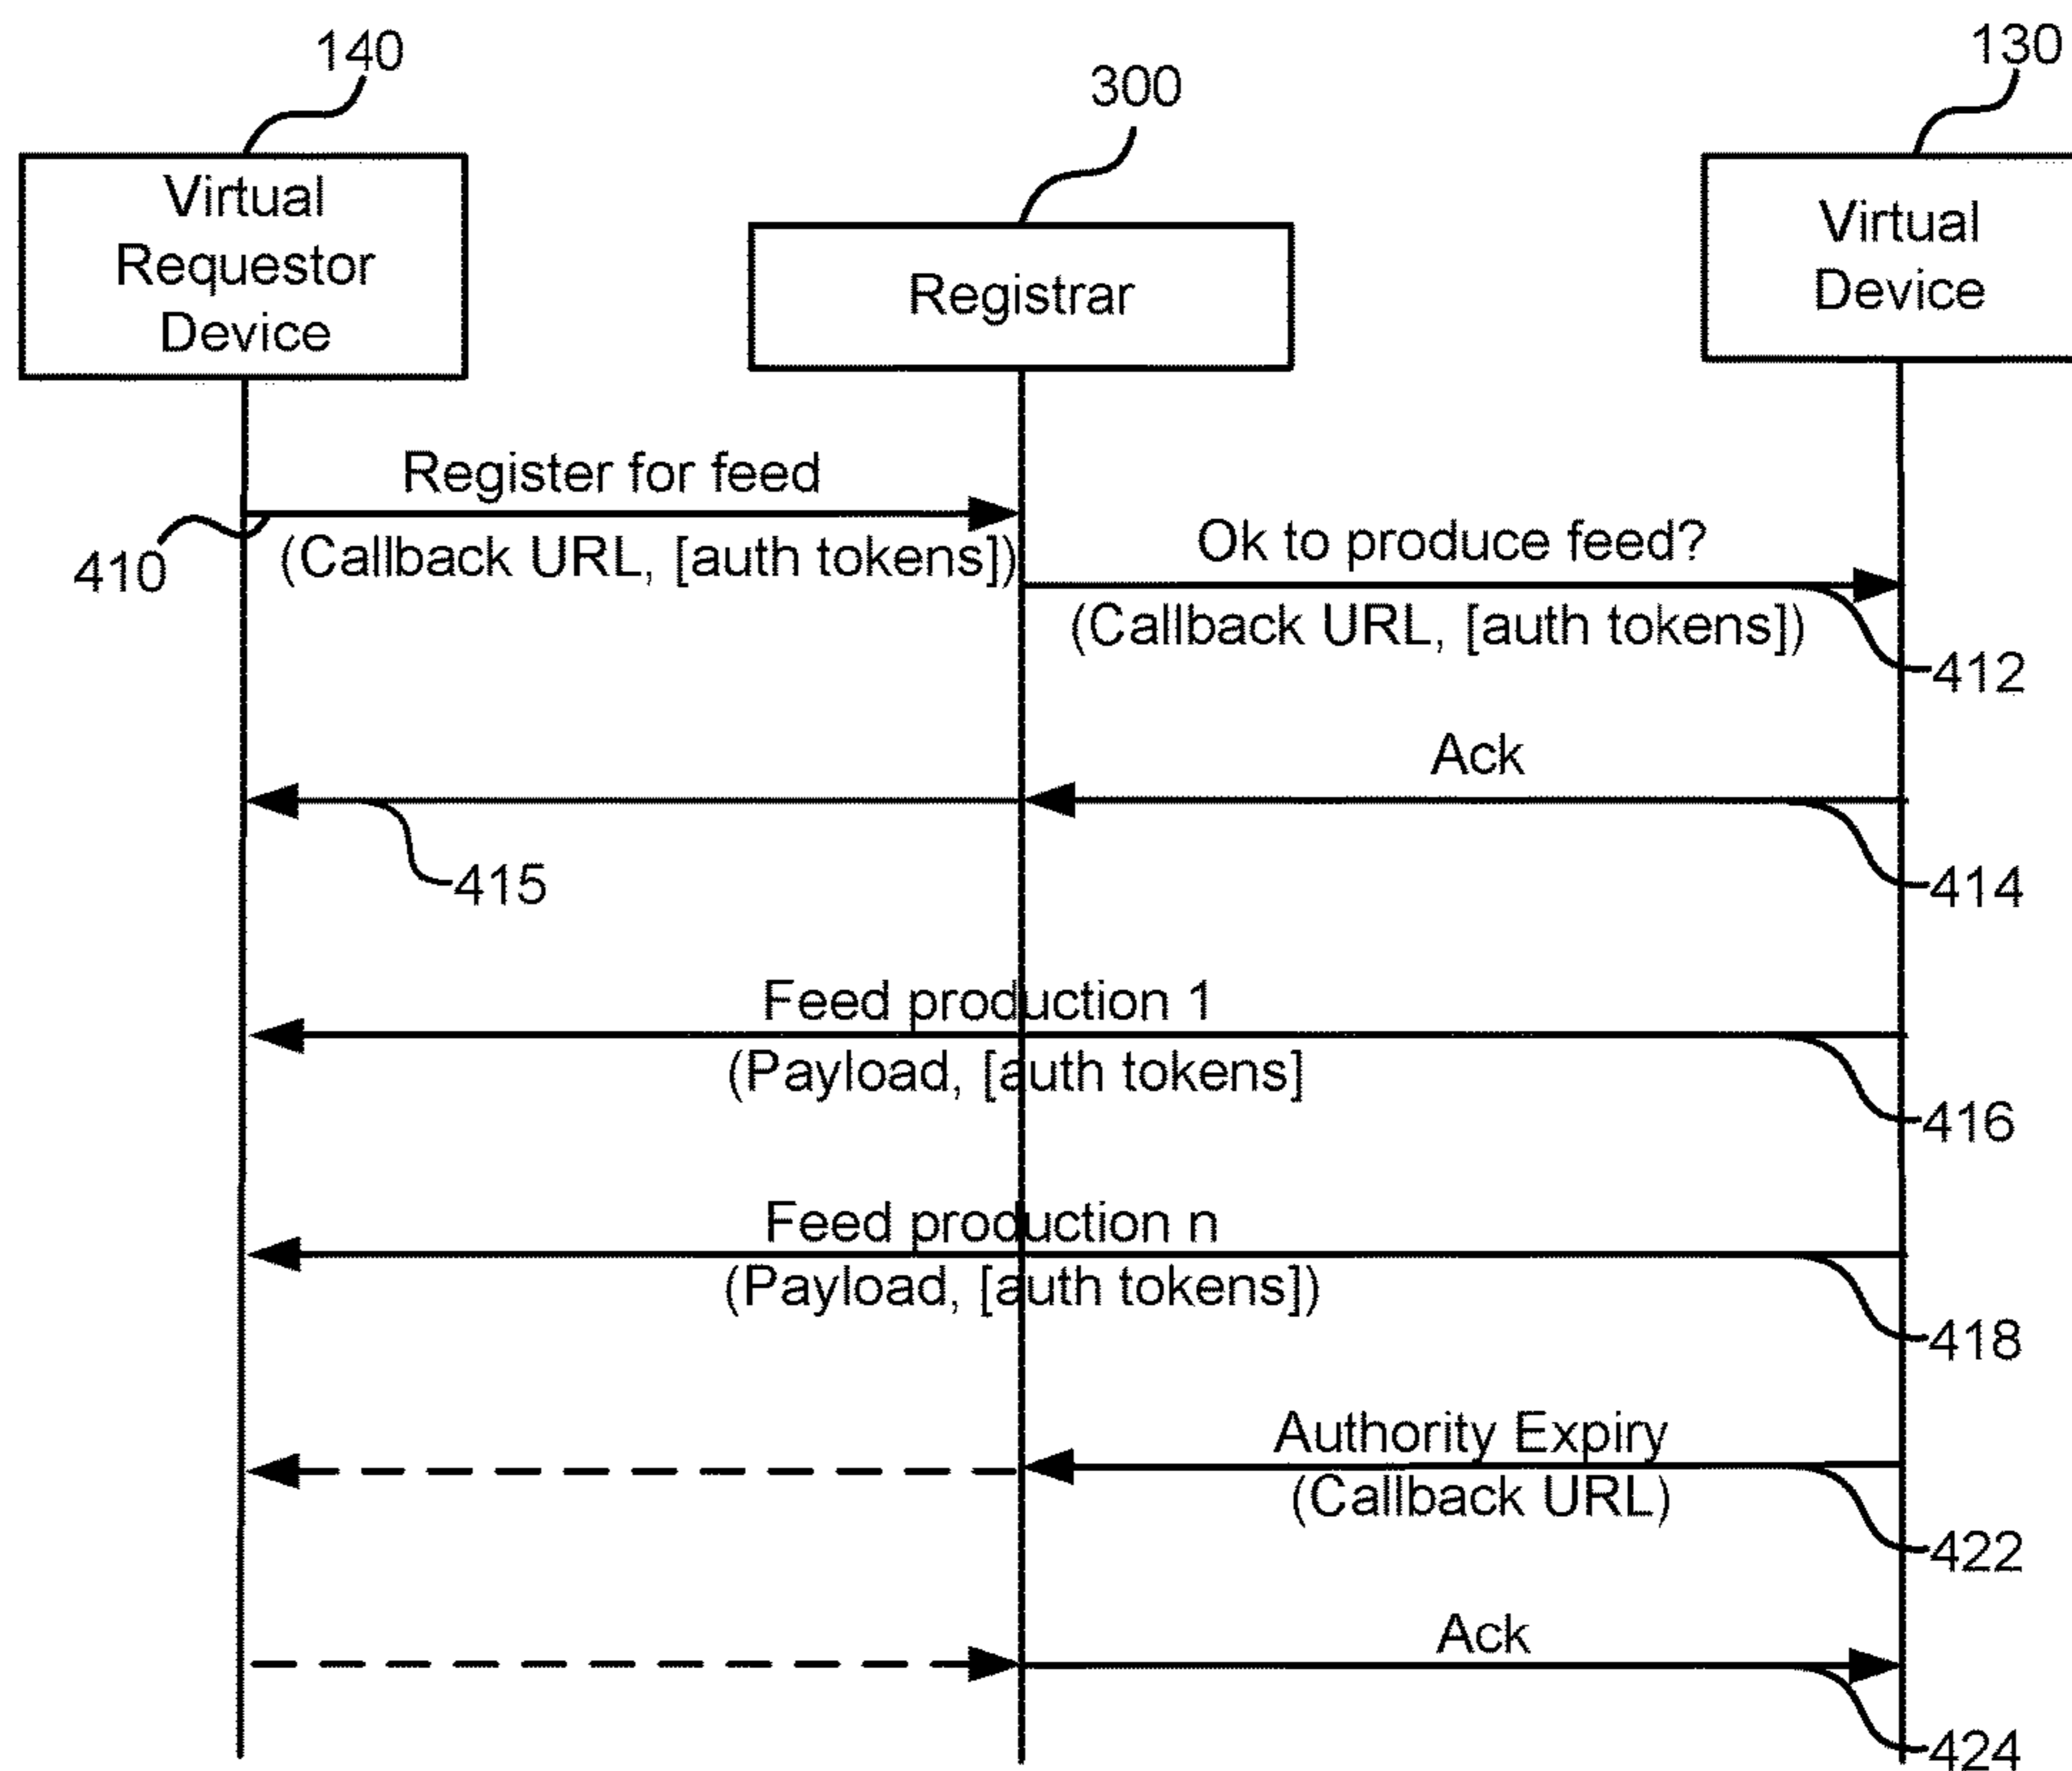 140
300
130
Virtual
Requestor
Device
Registrar
Virtual
Device
Register for feed
410
(Callback URL, [auth tokens])
Ok to produce feed?
(Callback URL, [auth tokens])
412
Ack
415
414
Feed production 1
(Payload, [auth tokens]
416
Feed production n
(Payload, [auth tokens])
418
Authority Expiry
(Callback URL)
422
Ack
424